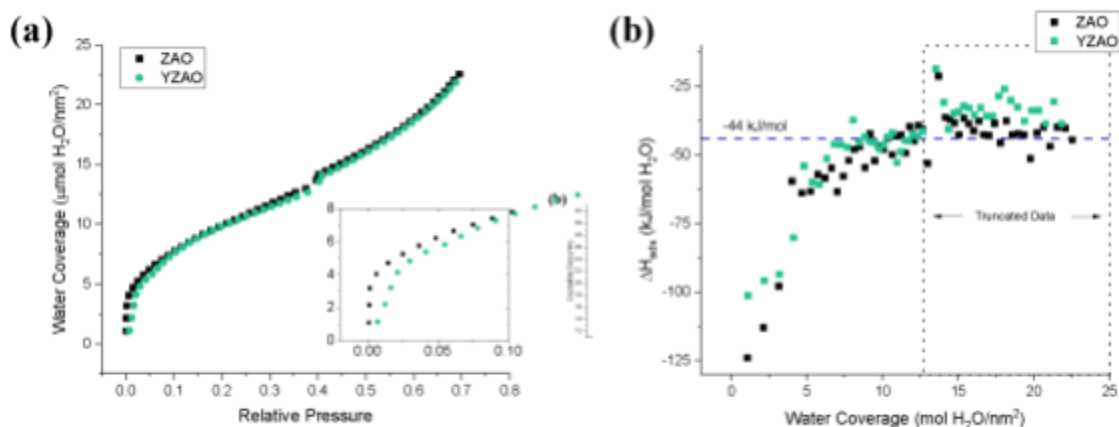 (a)
ZAO
YZAO
Water Coverage (µmol H₂O/nm²)
25
20
15
10
5
0
0.0 0.1 0.2 0.3 0.4 0.5 0.6 0.7 0.8
Relative Pressure
8
6
4
2
0
0.00 0.05 0.10
(b)
(b)
ZAO
YZAO
ΔHads (kJ/mol H₂O)
-25
-50
-75
-100
-125
-44 kJ/mol
Truncated Data
0 5 10 15 20 25
Water Coverage (mol H₂O/nm²)